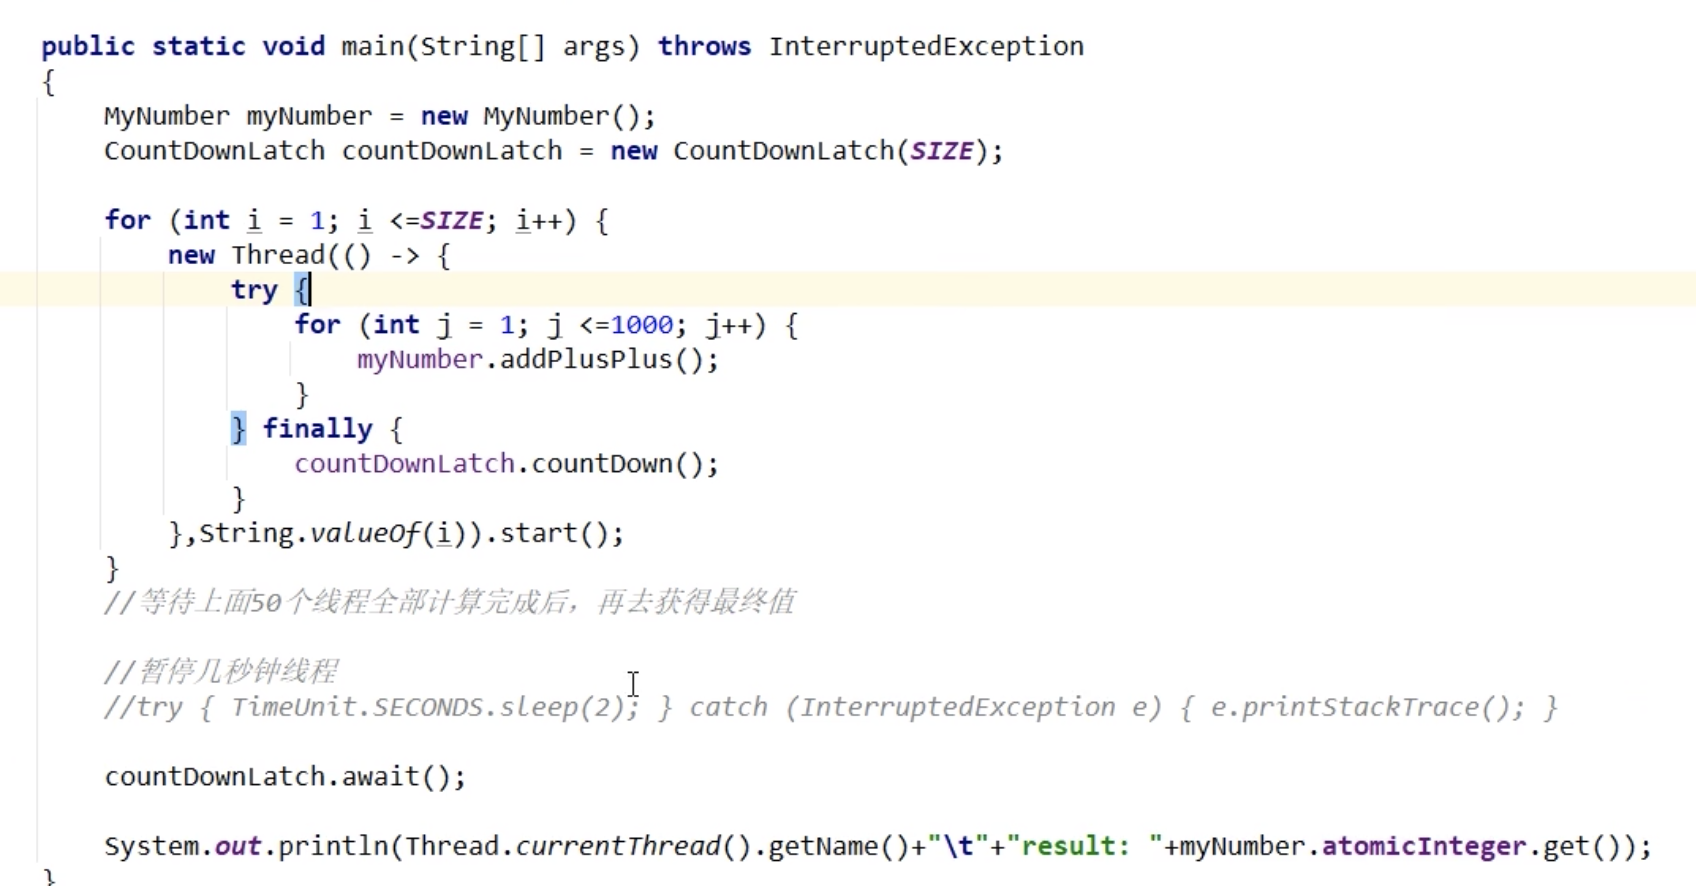 public static void main(String[] args) throws InterruptedException
{
MyNumber myNumber = new MyNumber();
CountDownLatch countDownLatch = new CountDownLatch(SIZE);
for (int i = 1; i <=SIZE; i++) {
new Thread(() -> {
try {
for (int j = 1; j <=1000; j++) {
myNumber.addPlusPlus();
}
} finally {
countDownLatch.countDown();
}
},String.valueOf(i)).start();
}
//等待上面50个线程全部计算完成后，再去获得最终值
//暂停几秒钟线程
//try { TimeUnit.SECONDS.sleep(2); } catch (InterruptedException e) { e.printStackTrace(); }
countDownLatch.await();
System.out.println(Thread.currentThread().getName()+"\t"+"result: "+myNumber.atomicInteger.get());
}